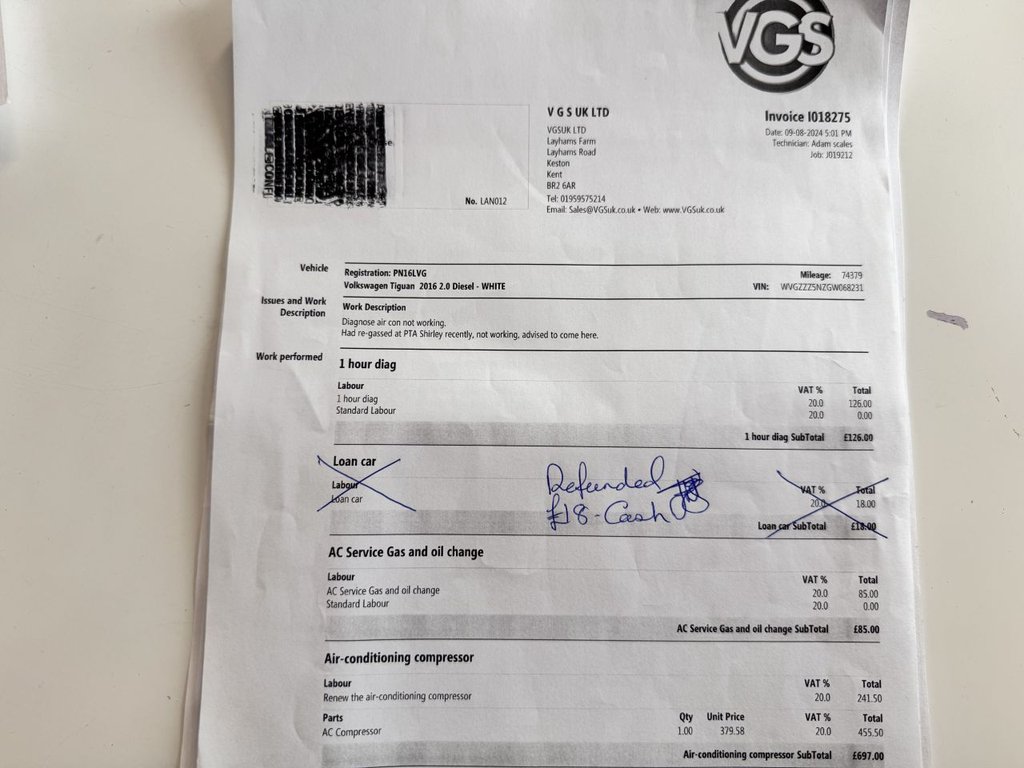 VGS
V G S UK LTD
VGSUK LTD
Layhams Farm
Layhams Road
Keston
Kent
BR2 6AR
Tel: 01959575214
Email: Sales@VGSuk.co.uk • Web: www.VGSuk.co.uk
Invoice I018275
Date: 09-08-2024 5:01 PM
Technician: Adam scales
Job: J019212
No. LAN012
Vehicle
Registration: PN16LVG
Mileage: 74379
Volkswagen Tiguan 2016 2.0 Diesel - WHITE
VIN: WVGZZZ5NZGW068231
Issues and Work
Description
Work Description
Diagnose air con not working.
Had re-gassed at PTA Shirley recently, not working, advised to come here.
Work performed
1 hour diag
Labour VAT % Total
1 hour diag 20.0 126.00
Standard Labour 20.0 0.00
1 hour diag SubTotal £126.00
Loan car
Labour VAT % Total
Loan car 20.0 18.00
Loan car SubTotal £18.00
Refunded
£18 - Cash
AC Service Gas and oil change
Labour VAT % Total
AC Service Gas and oil change 20.0 85.00
Standard Labour 20.0 0.00
AC Service Gas and oil change SubTotal £85.00
Air-conditioning compressor
Labour VAT % Total
Renew the air-conditioning compressor 20.0 241.50
Parts Qty Unit Price VAT % Total
AC Compressor 1.00 379.58 20.0 455.50
Air-conditioning compressor SubTotal £697.00